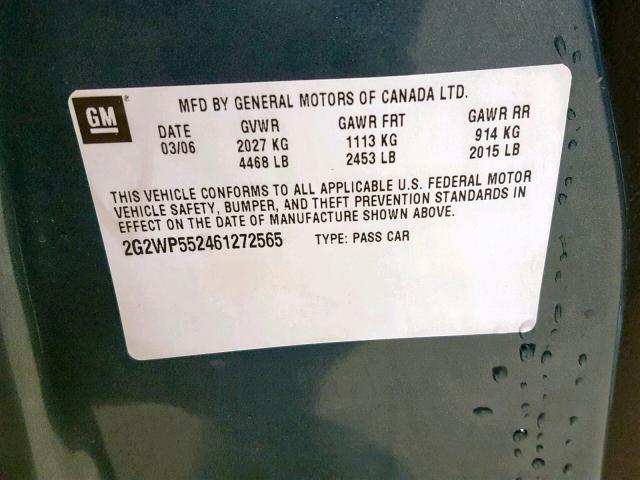 GM
MFD BY GENERAL MOTORS OF CANADA LTD.
DATE GVWR GAWR FRT GAWR RR
03/06 2027 KG 1113 KG 914 KG
4468 LB 2453 LB 2015 LB
THIS VEHICLE CONFORMS TO ALL APPLICABLE U.S. FEDERAL MOTOR
VEHICLE SAFETY, BUMPER, AND THEFT PREVENTION STANDARDS IN
EFFECT ON THE DATE OF MANUFACTURE SHOWN ABOVE.
2G2WP552461272565 TYPE: PASS CAR